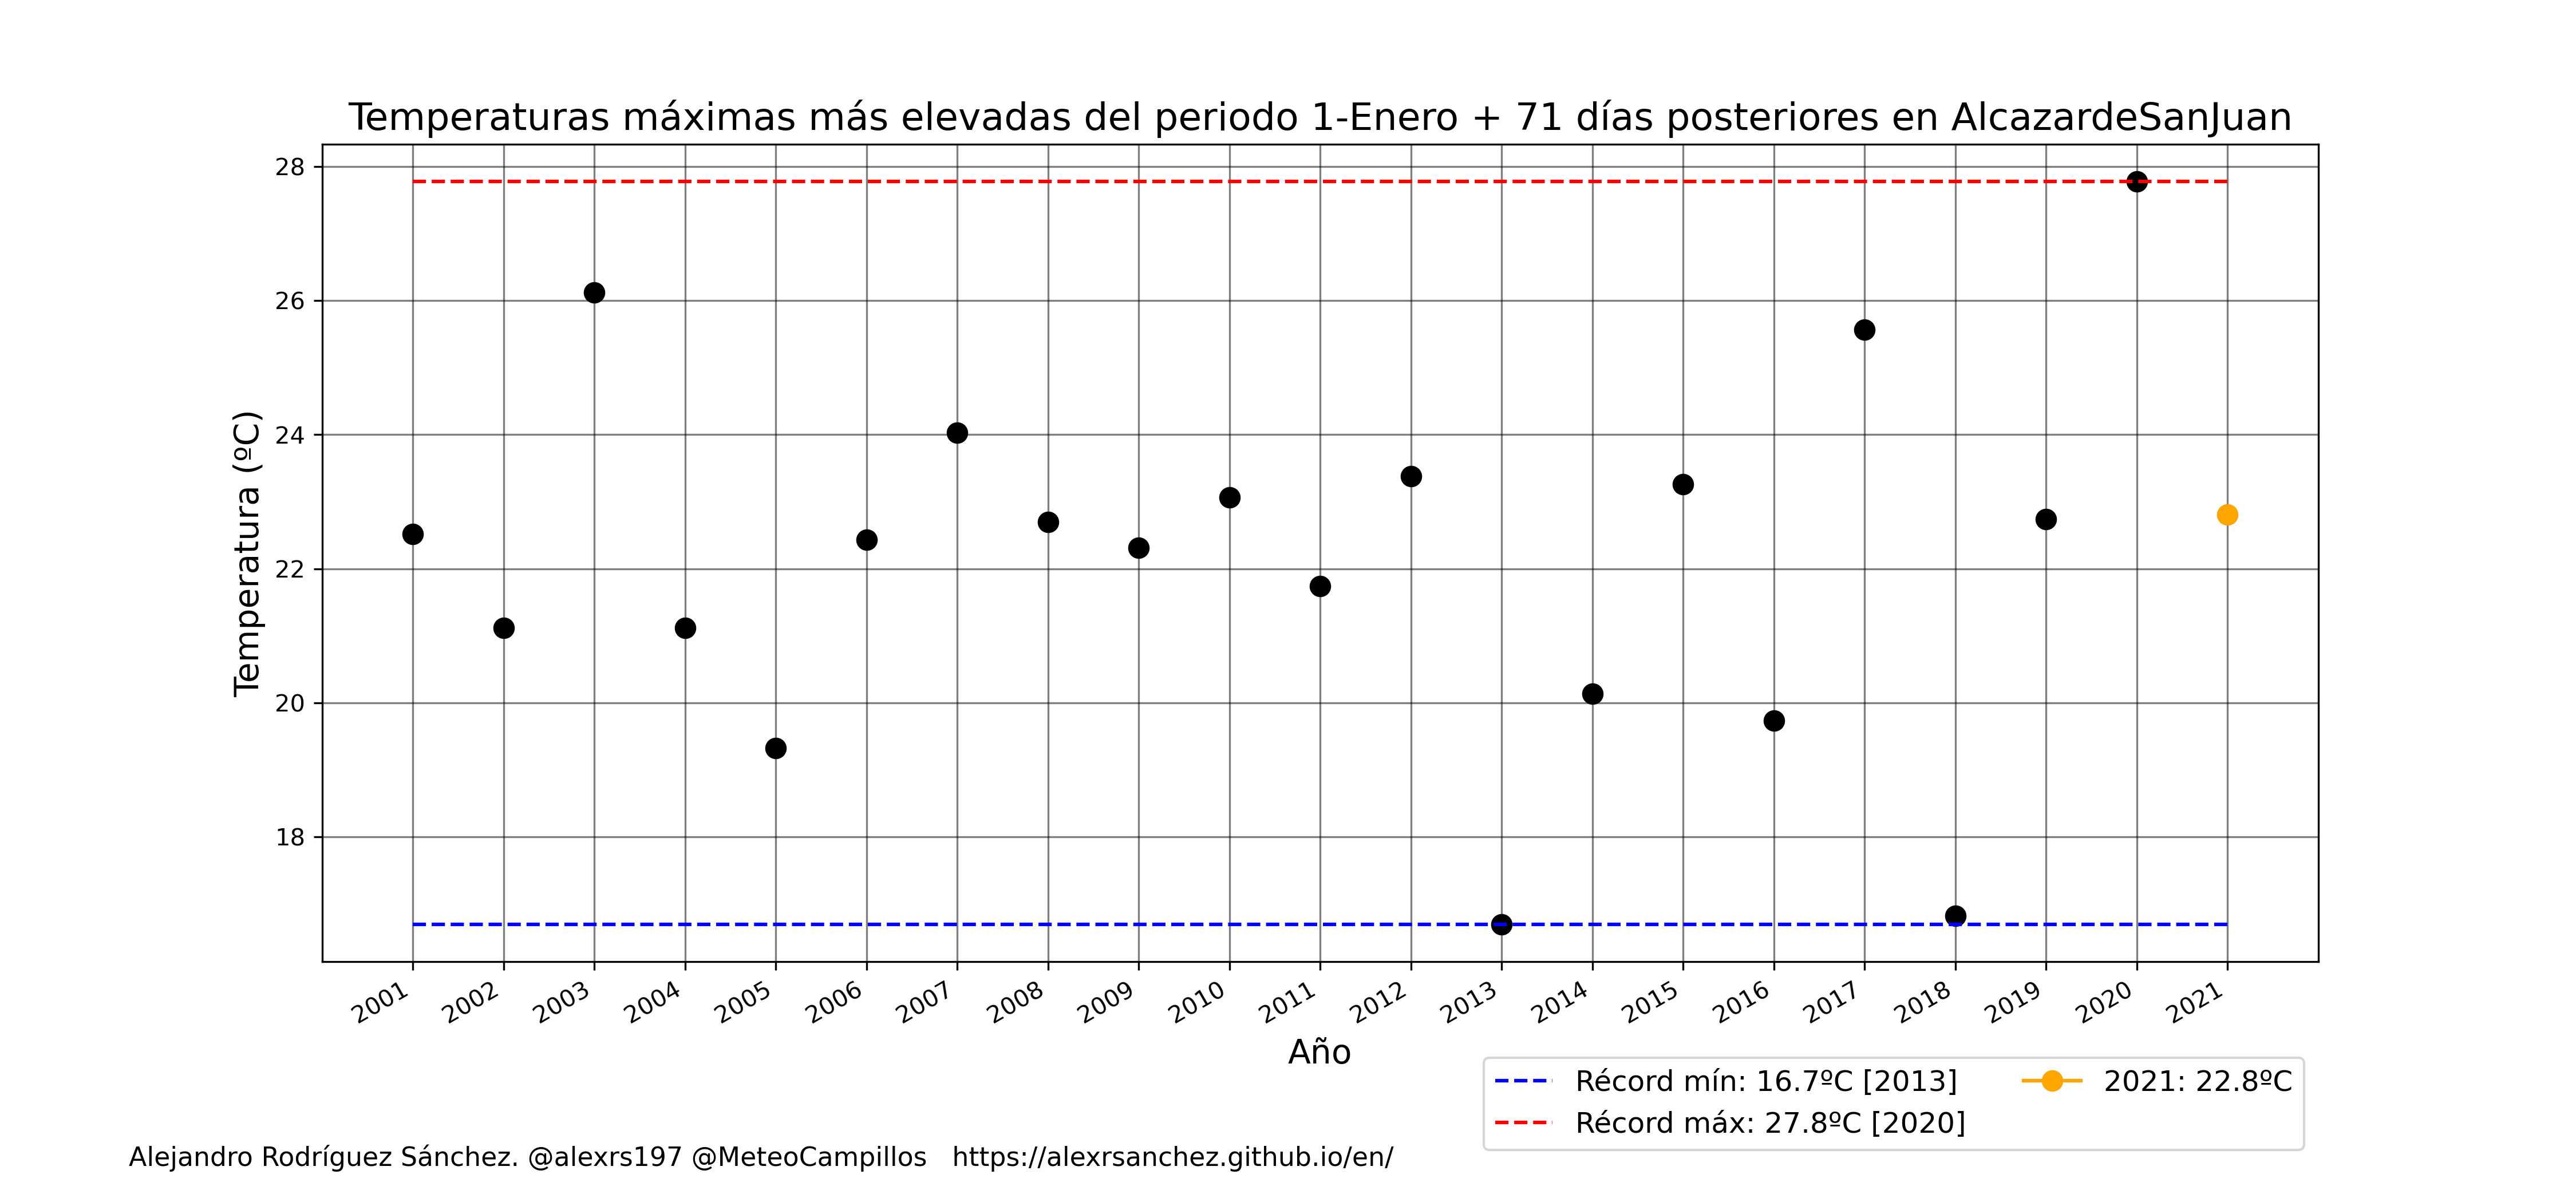 Temperaturas máximas más elevadas del periodo 1-Enero + 71 días posteriores en AlcazardeSanJuan
Temperatura (ºC)
28
26
24
22
20
18
2001 2002 2003 2004 2005 2006 2007 2008 2009 2010 2011 2012 2013 2014 2015 2016 2017 2018 2019 2020 2021
Año
Récord mín: 16.7ºC [2013]
Récord máx: 27.8ºC [2020]
2021: 22.8ºC
Alejandro Rodríguez Sánchez. @alexrs197 @MeteoCampillos https://alexrsanchez.github.io/en/